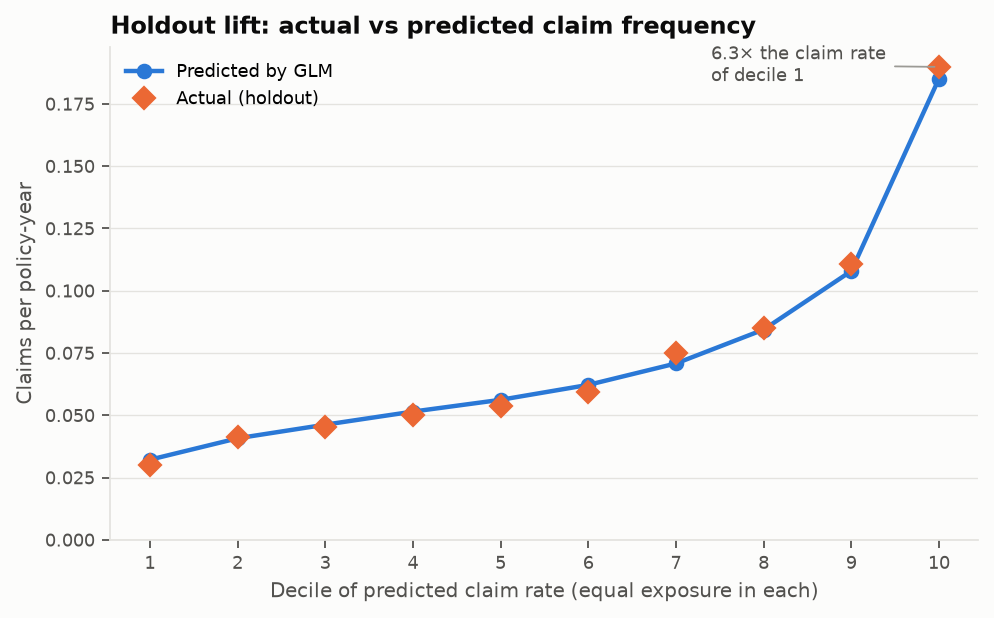 Holdout lift: actual vs predicted claim frequency
Predicted by GLM
Actual (holdout)
6.3× the claim rate
of decile 1
Claims per policy-year
0.175
0.150
0.125
0.100
0.075
0.050
0.025
0.000
1 2 3 4 5 6 7 8 9 10
Decile of predicted claim rate (equal exposure in each)